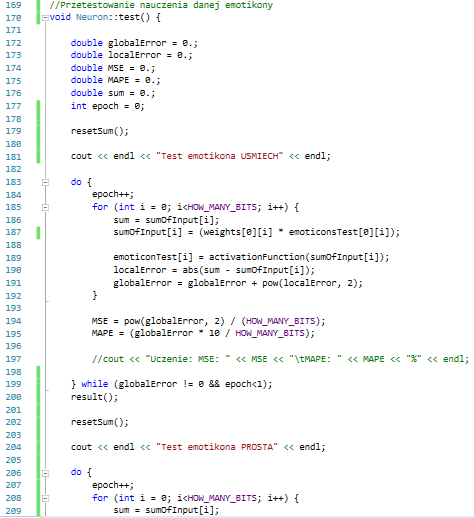 169 //Przetestowanie nauczenia danej emotikony
170 void Neuron::test() {
171
172 double globalError = 0.;
173 double localError = 0.;
174 double MSE = 0.;
175 double MAPE = 0.;
176 double sum = 0.;
177 int epoch = 0;
178
179 resetSum();
180
181 cout << endl << "Test emotikona USMIECH" << endl;
182
183 do {
184 epoch++;
185 for (int i = 0; i<HOW_MANY_BITS; i++) {
186 sum = sumOfInput[i];
187 sumOfInput[i] = (weights[0][i] * emoticonsTest[0][i]);
188
189 emoticonTest[i] = activationFunction(sumOfInput[i]);
190 localError = abs(sum - sumOfInput[i]);
191 globalError = globalError + pow(localError, 2);
192 }
193
194 MSE = pow(globalError, 2) / (HOW_MANY_BITS);
195 MAPE = (globalError * 10 / HOW_MANY_BITS);
196
197 //cout << "Uczenie: MSE: " << MSE << "\tMAPE: " << MAPE << "%" << endl;
198
199 } while (globalError != 0 && epoch<1);
200 result();
201
202 resetSum();
203
204 cout << endl << "Test emotikona PROSTA" << endl;
205
206 do {
207 epoch++;
208 for (int i = 0; i<HOW_MANY_BITS; i++) {
209 sum = sumOfInput[i];